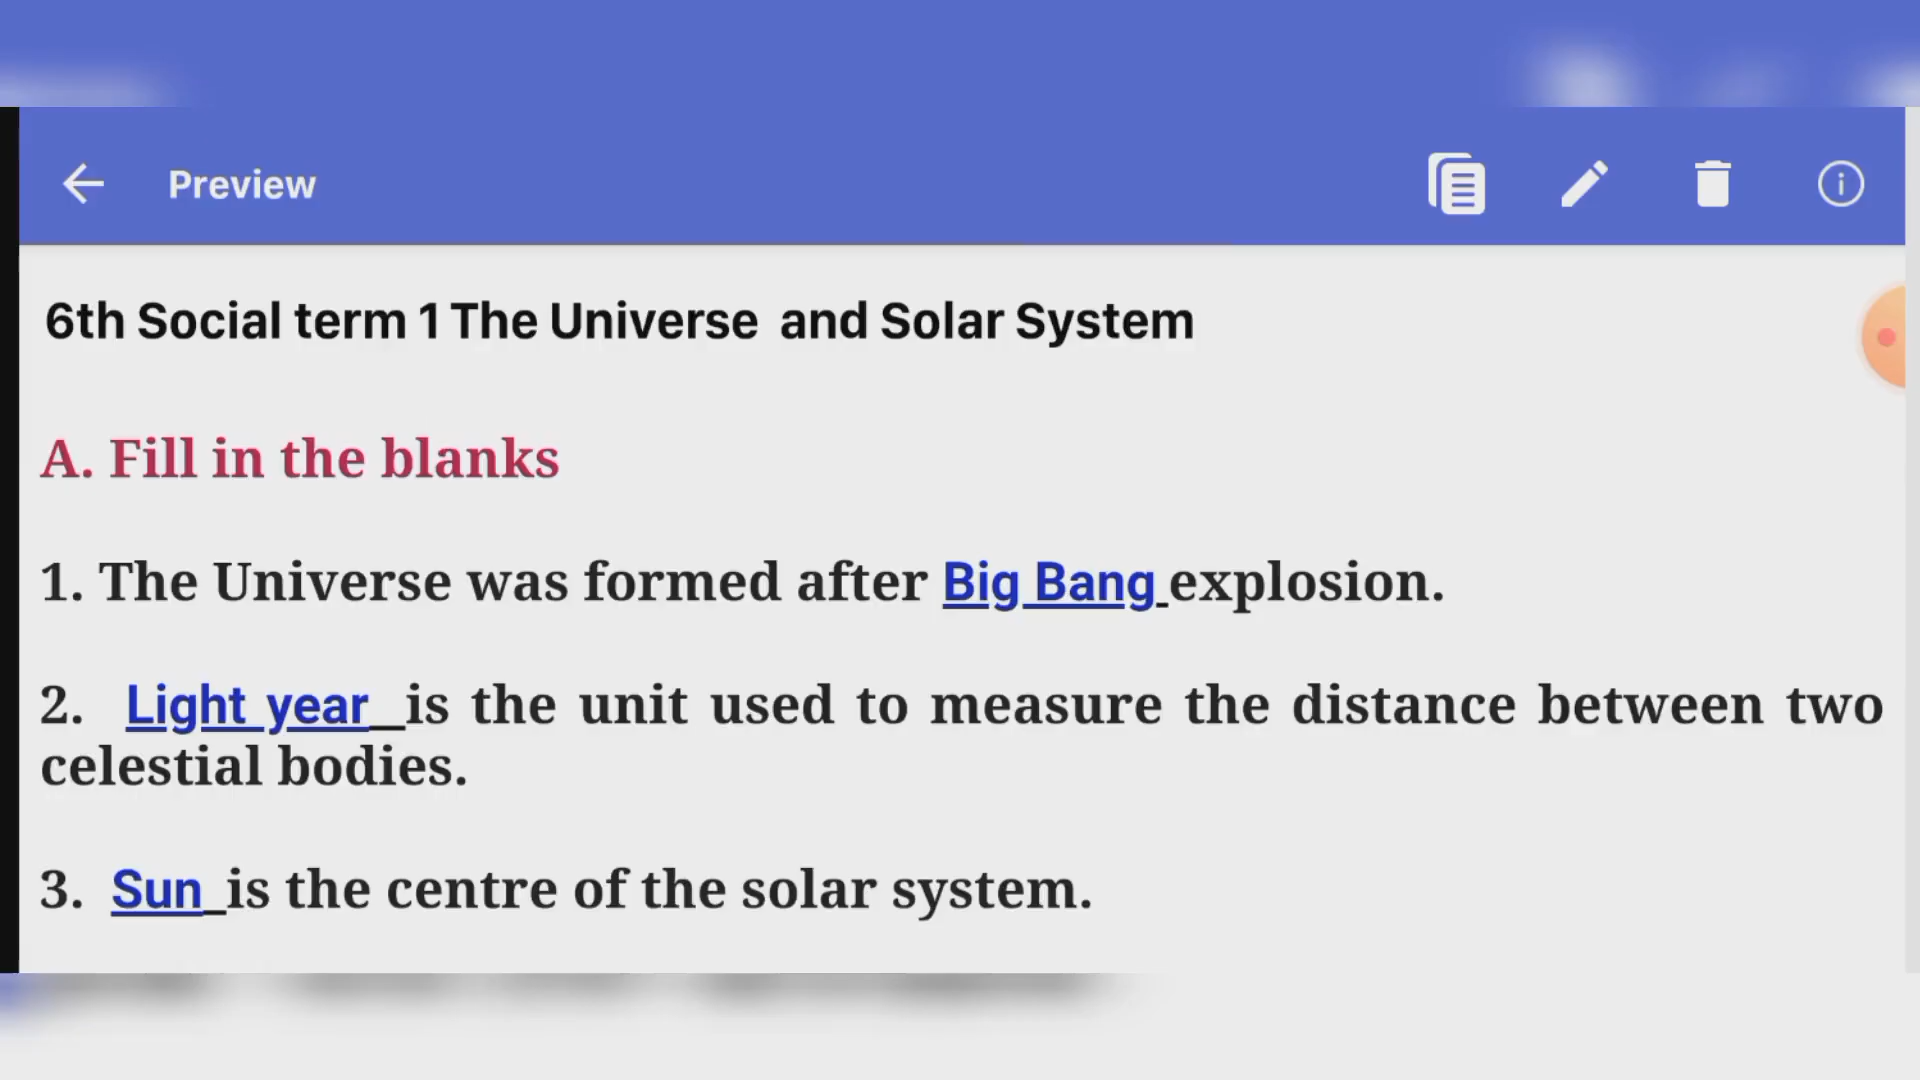 Preview
6th Social term 1 The Universe and Solar System
A. Fill in the blanks
1. The Universe was formed after Big Bang explosion.
2. Light year is the unit used to measure the distance between two
celestial bodies.
3. Sun is the centre of the solar system.